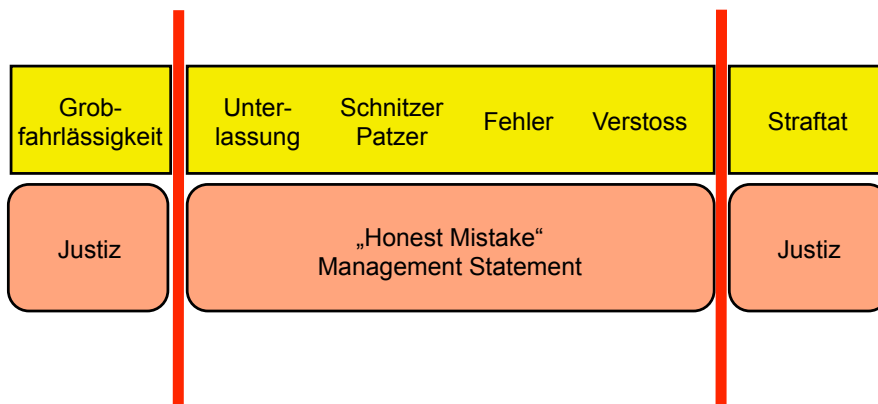 Grob-
fahrlässigkeit
Unter-
lassung
Schnitzer
Patzer
Fehler
Verstoss
Straftat
Justiz
„Honest Mistake“
Management Statement
Justiz